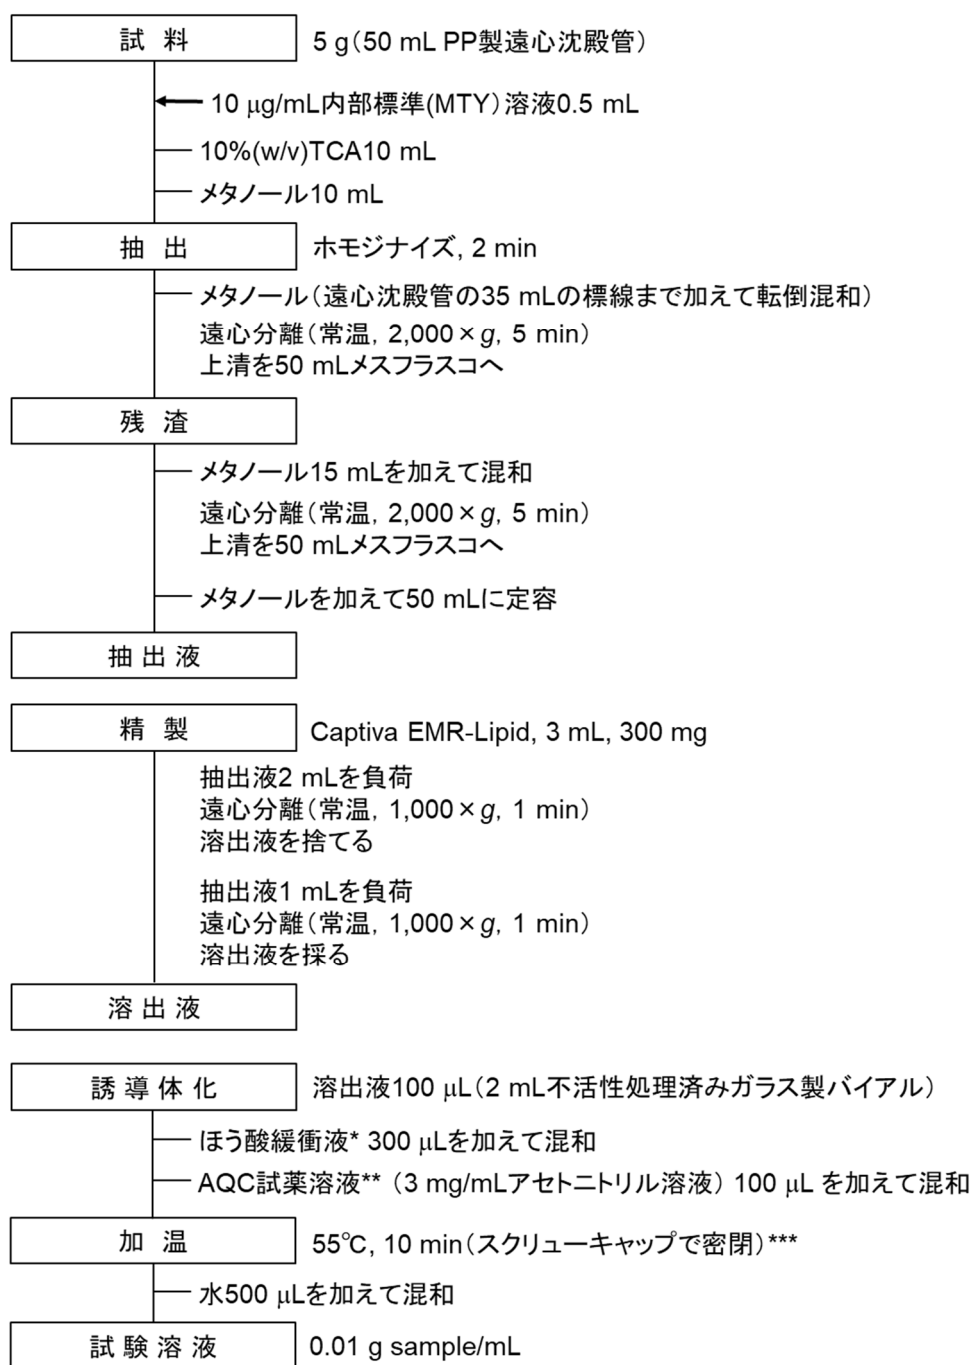 試 料 5 g（50 mL PP製遠心沈殿管）
10 μg/mL内部標準(MTY）溶液0.5 mL
10%(w/v)TCA10 mL
メタノール10 mL
抽 出 ホモジナイズ, 2 min
メタノール（遠心沈殿管の35 mLの標線まで加えて転倒混和）
遠心分離（常温，2,000×g，5 min）
上清を50 mLメスフラスコへ
残 渣
メタノール15 mLを加えて混和
遠心分離（常温，2,000×g，5 min）
上清を50 mLメスフラスコへ
メタノールを加えて50 mLに定容
抽 出 液
精 製 Captiva EMR-Lipid, 3 mL, 300 mg
抽出液2 mLを負荷
遠心分離（常温，1,000×g，1 min）
溶出液を捨てる
抽出液1 mLを負荷
遠心分離（常温，1,000×g，1 min）
溶出液を採る
溶 出 液
誘 導 体 化 溶出液100 μL（2 mL不活性処理済みガラス製バイアル）
ほう酸緩衝液* 300 μLを加えて混和
AQC試薬溶液** （3 mg/mLアセトニトリル溶液） 100 μL を加えて混和
加 温 55℃, 10 min（スクリューキャップで密閉）***
水500 μLを加えて混和
試 験 溶 液 0.01 g sample/mL